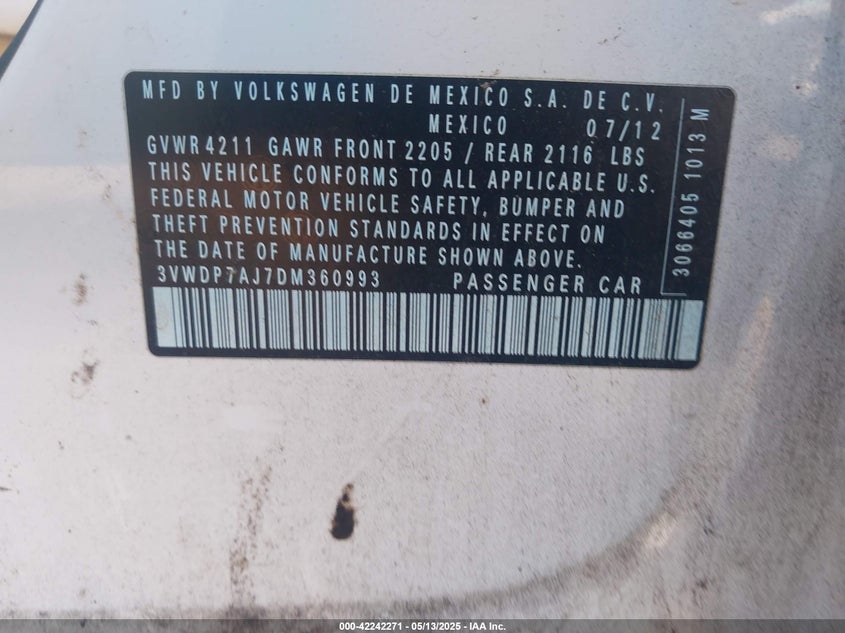 MFD BY VOLKSWAGEN DE MEXICO S.A. DE C.V.
MEXICO 07/12
GVWR 4211 GAWR FRONT 2205 / REAR 2116 LBS
THIS VEHICLE CONFORMS TO ALL APPLICABLE U.S.
FEDERAL MOTOR VEHICLE SAFETY, BUMPER AND
THEFT PREVENTION STANDARDS IN EFFECT ON
THE DATE OF MANUFACTURE SHOWN ABOVE.
3VWDP7AJ7DM360993 PASSENGER CAR
3066405 1013 M
000-42242271 - 05/13/2025 - IAA Inc.